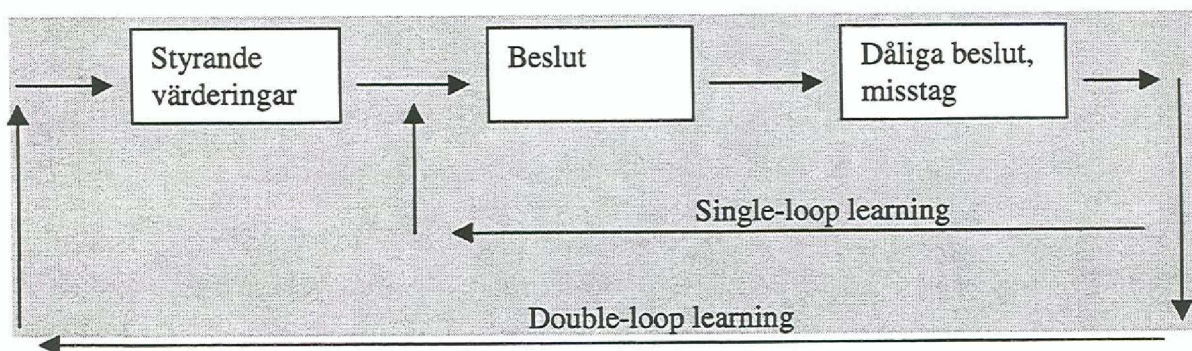 Styrande
värderingar
Beslut
Dåliga beslut,
misstag
Single-loop learning
Double-loop learning